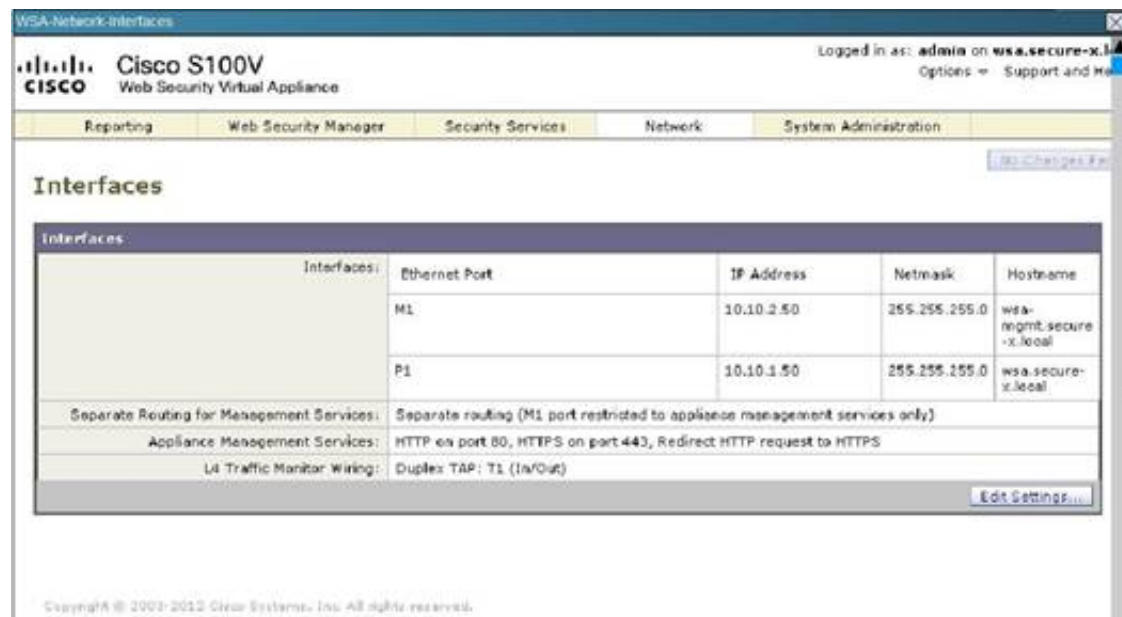 WSA-Network-Interfaces
Logged in as: admin on wsa.secure-x.l
CISCO
Cisco S100V
Web Security Virtual Appliance
Options Support and He
Reporting Web Security Manager Security Services Network System Administration
No Changes Pe
Interfaces
Interfaces
Interfaces: Ethernet Port IP Address Netmask Hostname
M1 10.10.2.50 255.255.255.0 wsa-
mgmt.secure
-x.local
P1 10.10.1.50 255.255.255.0 wsa.secure-
x.local
Separate Routing for Management Services: Separate routing (M1 port restricted to appliance management services only)
Appliance Management Services: HTTP on port 80, HTTPS on port 443, Redirect HTTP request to HTTPS
L4 Traffic Monitor Wiring: Duplex TAP: T1 (In/Out)
Edit Settings...
Copyright © 2003-2012 Cisco Systems, Inc. All rights reserved.